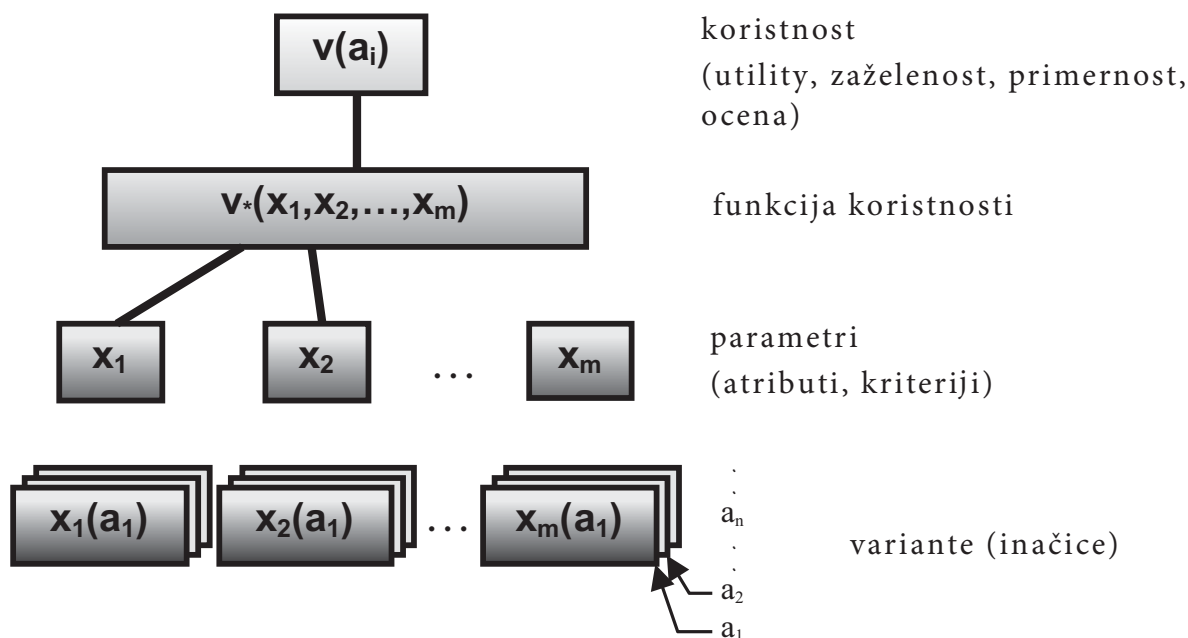 v(aᵢ)
koristnost
(utility, zaželenost, primernost,
ocena)
v*(x₁,x₂,…,xₘ)
funkcija koristnosti
x₁ x₂ … xₘ
parametri
(atributi, kriteriji)
x₁(a₁) x₂(a₁) … xₘ(a₁)
aₙ
variante (inačice)
a₂
a₁